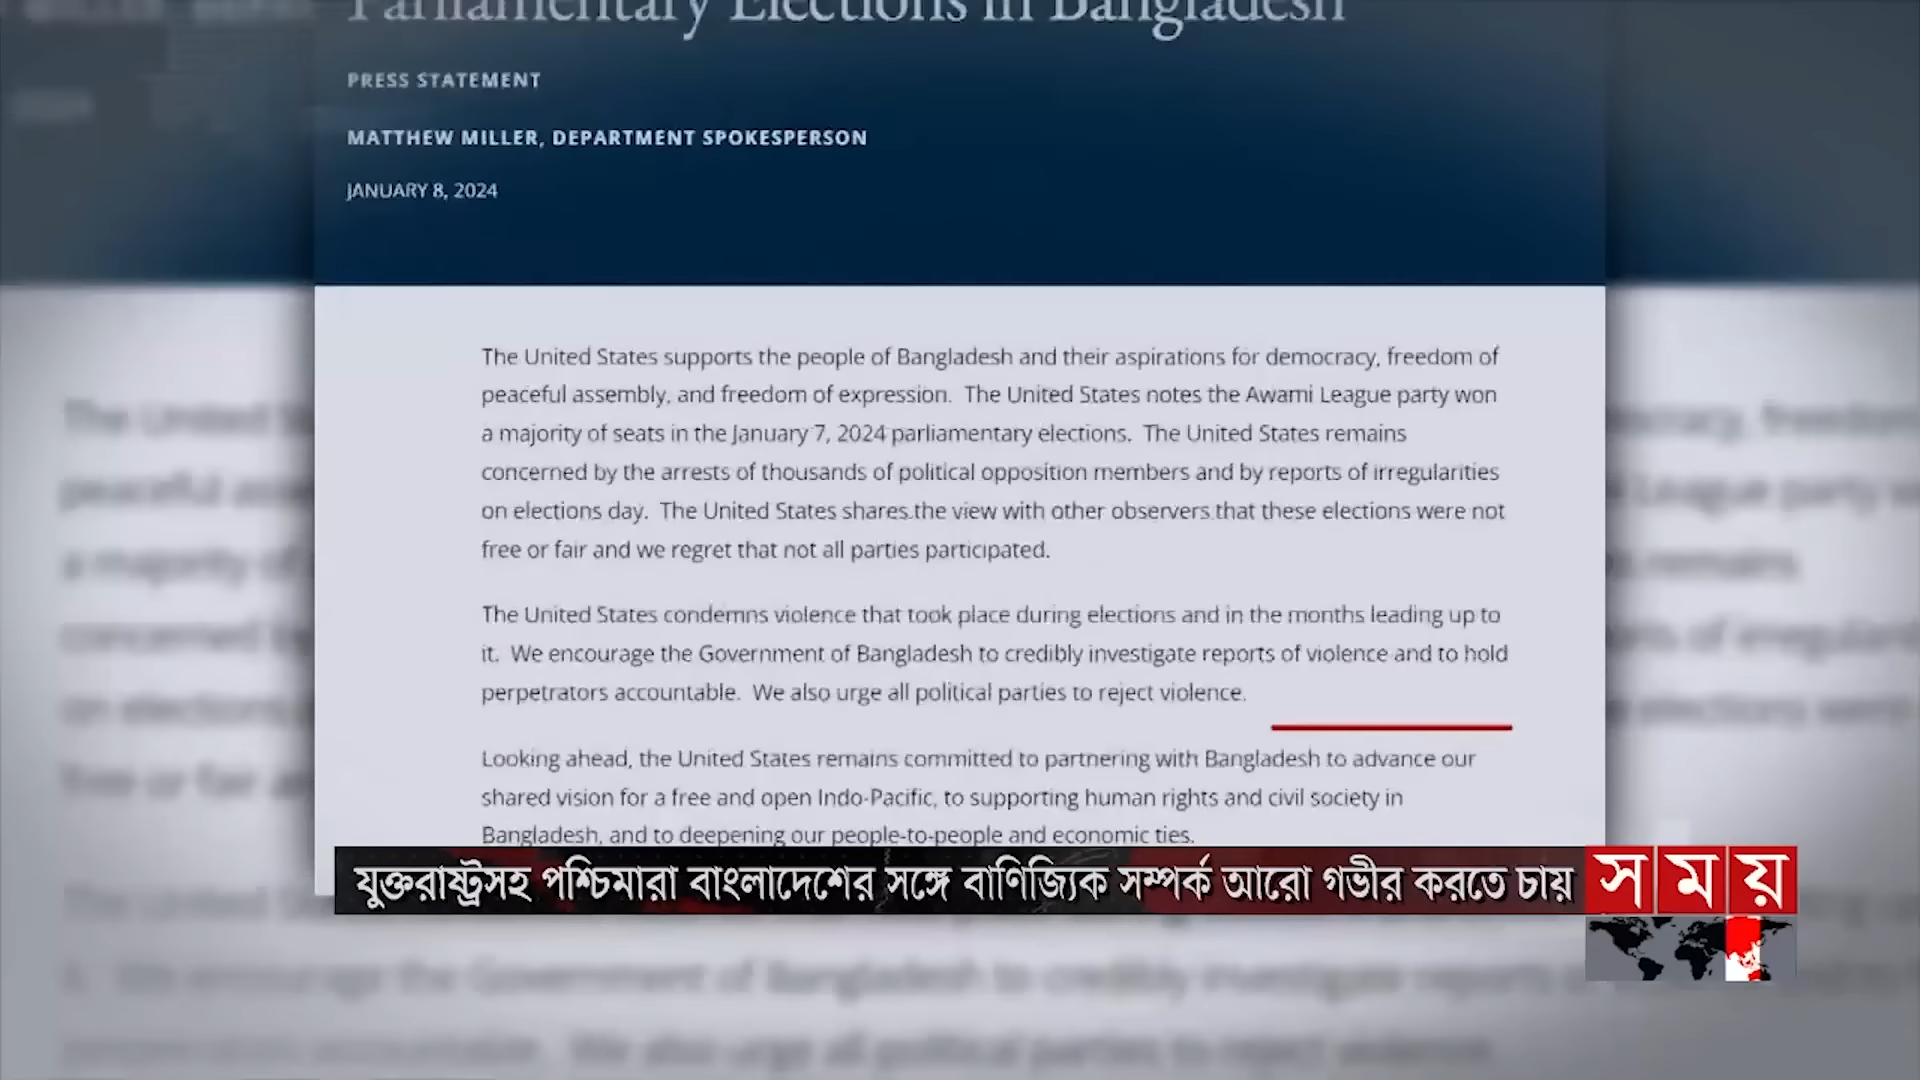 Parliamentary Elections in Bangladesh
PRESS STATEMENT
MATTHEW MILLER, DEPARTMENT SPOKESPERSON
JANUARY 8, 2024
The United States supports the people of Bangladesh and their aspirations for democracy, freedom of
peaceful assembly, and freedom of expression. The United States notes the Awami League party won
a majority of seats in the January 7, 2024 parliamentary elections. The United States remains
concerned by the arrests of thousands of political opposition members and by reports of irregularities
on elections day. The United States shares the view with other observers that these elections were not
free or fair and we regret that not all parties participated.
The United States condemns violence that took place during elections and in the months leading up to
it. We encourage the Government of Bangladesh to credibly investigate reports of violence and to hold
perpetrators accountable. We also urge all political parties to reject violence.
Looking ahead, the United States remains committed to partnering with Bangladesh to advance our
shared vision for a free and open Indo-Pacific, to supporting human rights and civil society in
Bangladesh, and to deepening our people-to-people and economic ties.
যুক্তরাষ্ট্রসহ পশ্চিমারা বাংলাদেশের সঙ্গে বাণিজ্যিক সম্পর্ক আরো গভীর করতে চায়
সময়